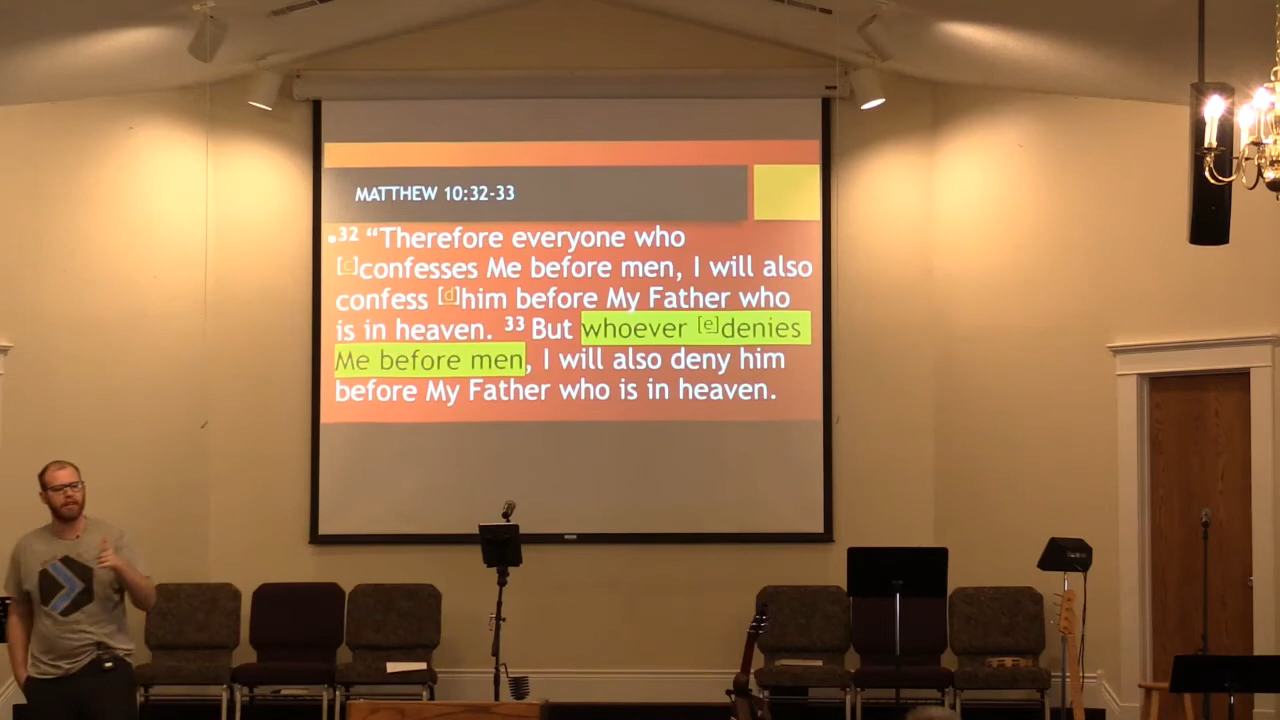 MATTHEW 10:32-33
•32 “Therefore everyone who
[c]confesses Me before men, I will also
confess [d]him before My Father who
is in heaven. 33 But whoever [e]denies
Me before men, I will also deny him
before My Father who is in heaven.